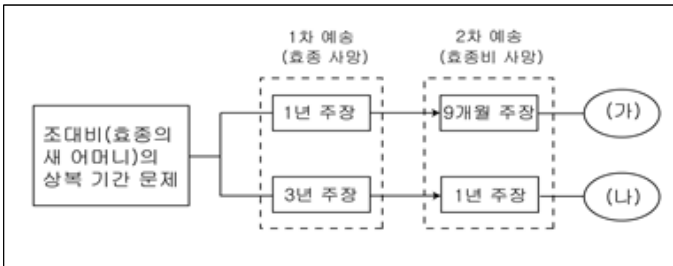 1차 예송
(효종 사망)
2차 예송
(효종비 사망)
조대비(효종의
새 어머니)의
상복 기간 문제
1년 주장
9개월 주장
(가)
3년 주장
1년 주장
(나)